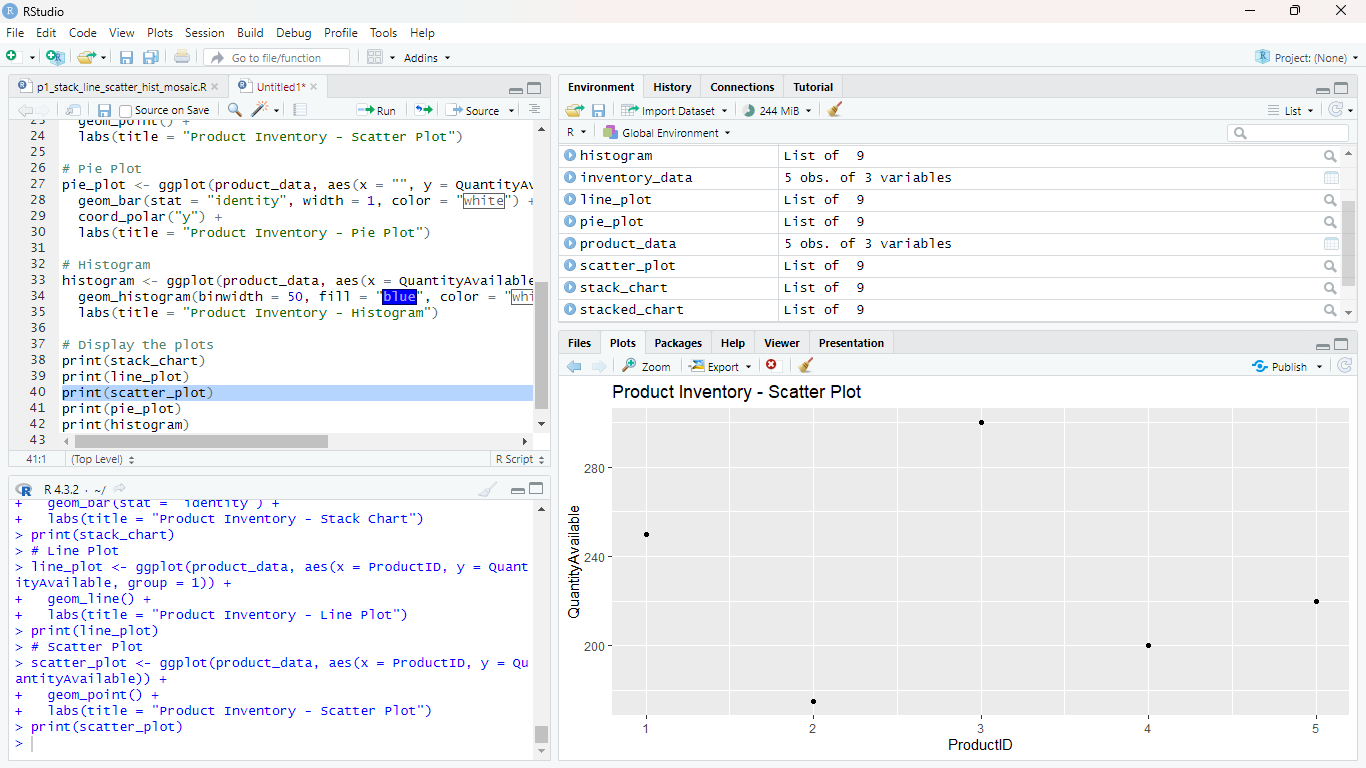 RStudio
File Edit Code View Plots Session Build Debug Profile Tools Help
Go to file/function Addins Project: (None)
p1_stack_line_scatter_hist_mosaic.R Untitled1*
Source on Save Run Source
23 geom_point() +
24 labs(title = "Product Inventory - Scatter Plot")
25
26 # Pie Plot
27 pie_plot <- ggplot(product_data, aes(x = "", y = QuantityAv
28 geom_bar(stat = "identity", width = 1, color = "white") +
29 coord_polar("y") +
30 labs(title = "Product Inventory - Pie Plot")
31
32 # Histogram
33 histogram <- ggplot(product_data, aes(x = QuantityAvailable
34 geom_histogram(binwidth = 50, fill = "blue", color = "whi
35 labs(title = "Product Inventory - Histogram")
36
37 # Display the plots
38 print(stack_chart)
39 print(line_plot)
40 print(scatter_plot)
41 print(pie_plot)
42 print(histogram)
43
41:1 (Top Level) R Script
R 4.3.2 · ~/
+ geom_bar(stat = "identity") +
+ labs(title = "Product Inventory - Stack Chart")
> print(stack_chart)
> # Line Plot
> line_plot <- ggplot(product_data, aes(x = ProductID, y = Quant
ityAvailable, group = 1)) +
+ geom_line() +
+ labs(title = "Product Inventory - Line Plot")
> print(line_plot)
> # Scatter Plot
> scatter_plot <- ggplot(product_data, aes(x = ProductID, y = Qu
antityAvailable)) +
+ geom_point() +
+ labs(title = "Product Inventory - Scatter Plot")
> print(scatter_plot)
>
Environment History Connections Tutorial
Import Dataset 244 MiB List
R Global Environment
histogram List of 9
inventory_data 5 obs. of 3 variables
line_plot List of 9
pie_plot List of 9
product_data 5 obs. of 3 variables
scatter_plot List of 9
stack_chart List of 9
stacked_chart List of 9
Files Plots Packages Help Viewer Presentation
Zoom Export Publish
Product Inventory - Scatter Plot
280
240
200
QuantityAvailable
1 2 3 4 5
ProductID